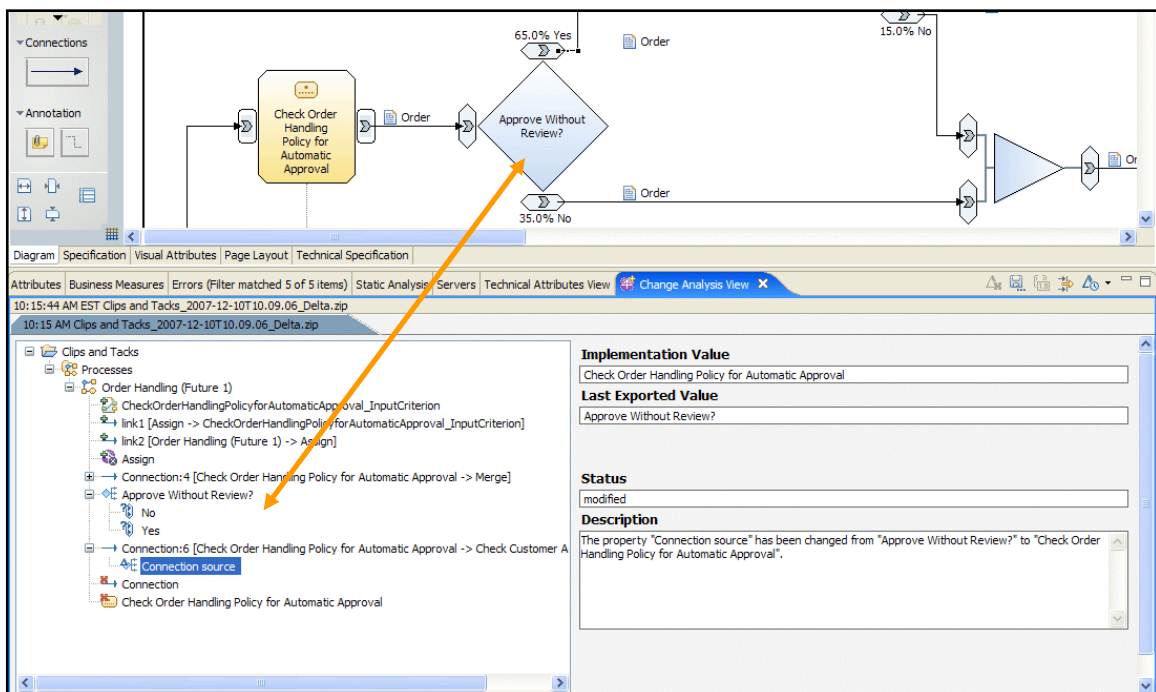 Connections
Annotation
Check Order
Handling
Policy for
Automatic
Approval
Order
65.0% Yes
Order
Approve Without
Review?
35.0% No
Order
15.0% No
Or
Diagram Specification Visual Attributes Page Layout Technical Specification
Attributes Business Measures Errors (Filter matched 5 of 5 items) Static Analysis Servers Technical Attributes View Change Analysis View
10:15:44 AM EST Clips and Tacks_2007-12-10T10.09.06_Delta.zip
10:15 AM Clips and Tacks_2007-12-10T10.09.06_Delta.zip
Clips and Tacks
Processes
Order Handling (Future 1)
CheckOrderHandlingPolicyforAutomaticApproval_InputCriterion
link1 [Assign -> CheckOrderHandlingPolicyforAutomaticApproval_InputCriterion]
link2 [Order Handling (Future 1) -> Assign]
Assign
Connection:4 [Check Order Handling Policy for Automatic Approval -> Merge]
Approve Without Review?
No
Yes
Connection:6 [Check Order Handling Policy for Automatic Approval -> Check Customer A
Connection source
Connection
Check Order Handling Policy for Automatic Approval
Implementation Value
Check Order Handling Policy for Automatic Approval
Last Exported Value
Approve Without Review?
Status
modified
Description
The property "Connection source" has been changed from "Approve Without Review?" to "Check Order
Handling Policy for Automatic Approval".